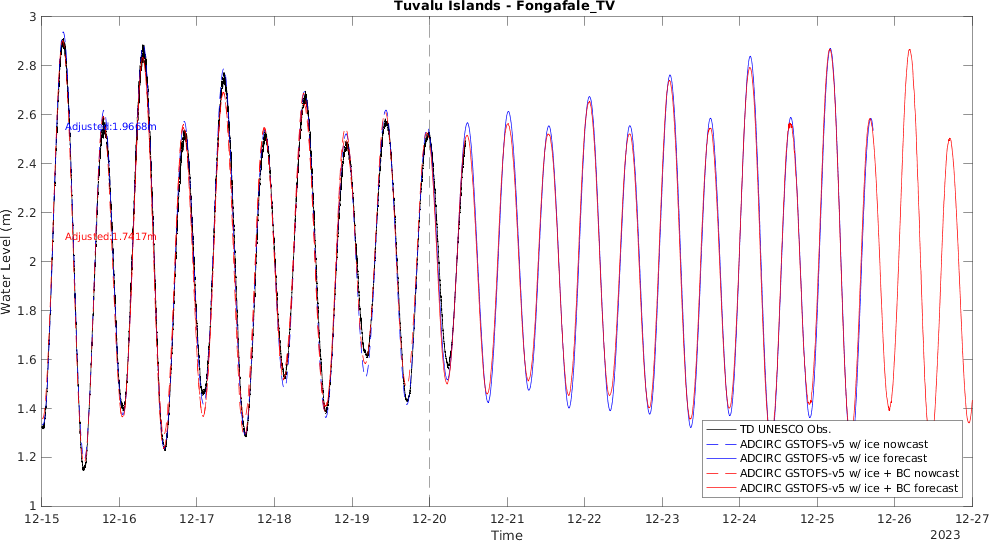 Tuvalu Islands - Fongafale_TV
3
2.8
2.6
2.4
2.2
2
1.8
1.6
1.4
1.2
1
Water Level (m)
Adjusted:1.9668m
Adjusted:1.7417m
TD UNESCO Obs.
ADCIRC GSTOFS-v5 w/ ice nowcast
ADCIRC GSTOFS-v5 w/ ice forecast
ADCIRC GSTOFS-v5 w/ ice + BC nowcast
ADCIRC GSTOFS-v5 w/ ice + BC forecast
12-15 12-16 12-17 12-18 12-19 12-20 12-21 12-22 12-23 12-24 12-25 12-26 12-27
Time
2023